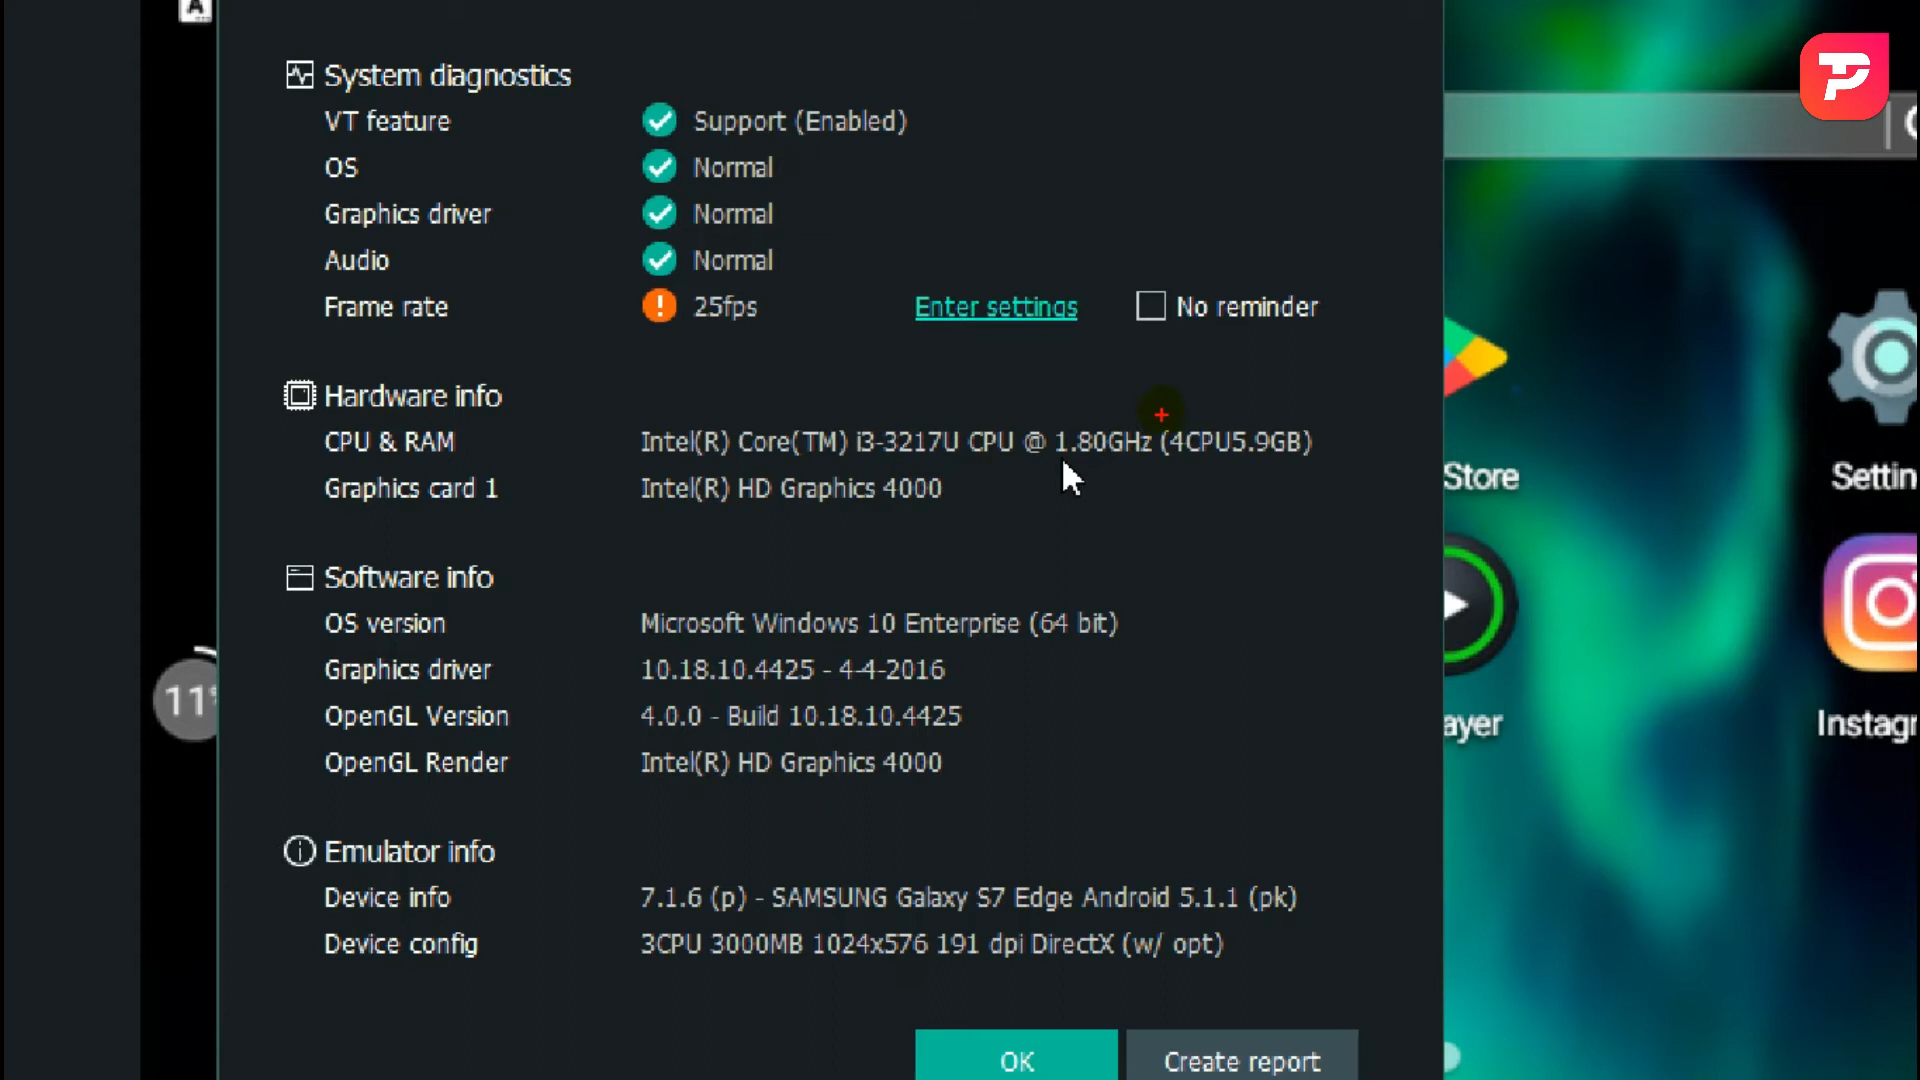 A
System diagnostics
VT feature Support (Enabled)
OS Normal
Graphics driver Normal
Audio Normal
Frame rate ! 25fps Enter settings No reminder
Hardware info
CPU & RAM Intel(R) Core(TM) i3-3217U CPU @ 1.80GHz (4CPU5.9GB)
Graphics card 1 Intel(R) HD Graphics 4000
Store
Settin
Software info
OS version Microsoft Windows 10 Enterprise (64 bit)
Graphics driver 10.18.10.4425 - 4-4-2016
11%
OpenGL Version 4.0.0 - Build 10.18.10.4425
ayer
Instagr
OpenGL Render Intel(R) HD Graphics 4000
Emulator info
Device info 7.1.6 (p) - SAMSUNG Galaxy S7 Edge Android 5.1.1 (pk)
Device config 3CPU 3000MB 1024x576 191 dpi DirectX (w/ opt)
OK
Create report